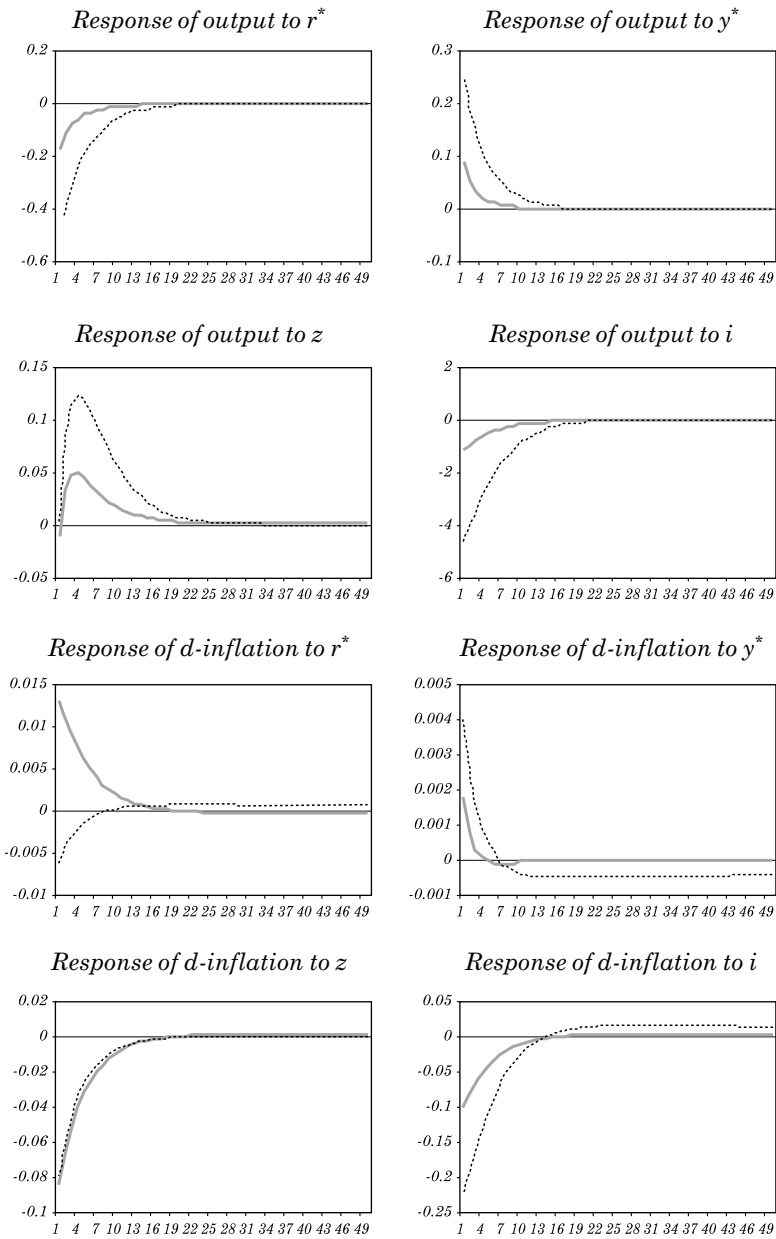 Response of output to r*
0.2
0
-0.2
-0.4
-0.6
1 4 7 10 13 16 19 22 25 28 31 34 37 40 43 46 49
Response of output to y*
0.3
0.2
0.1
0
-0.1
1 4 7 10 13 16 19 22 25 28 31 34 37 40 43 46 49
Response of output to z
0.15
0.1
0.05
0
-0.05
1 4 7 10 13 16 19 22 25 28 31 34 37 40 43 46 49
Response of output to i
2
0
-2
-4
-6
1 4 7 10 13 16 19 22 25 28 31 34 37 40 43 46 49
Response of d-inflation to r*
0.015
0.01
0.005
0
-0.005
-0.01
1 4 7 10 13 16 19 22 25 28 31 34 37 40 43 46 49
Response of d-inflation to y*
0.005
0.004
0.003
0.002
0.001
0
-0.001
1 4 7 10 13 16 19 22 25 28 31 34 37 40 43 46 49
Response of d-inflation to z
0.02
0
-0.02
-0.04
-0.06
-0.08
-0.1
1 4 7 10 13 16 19 22 25 28 31 34 37 40 43 46 49
Response of d-inflation to i
0.05
0
-0.05
-0.1
-0.15
-0.2
-0.25
1 4 7 10 13 16 19 22 25 28 31 34 37 40 43 46 49